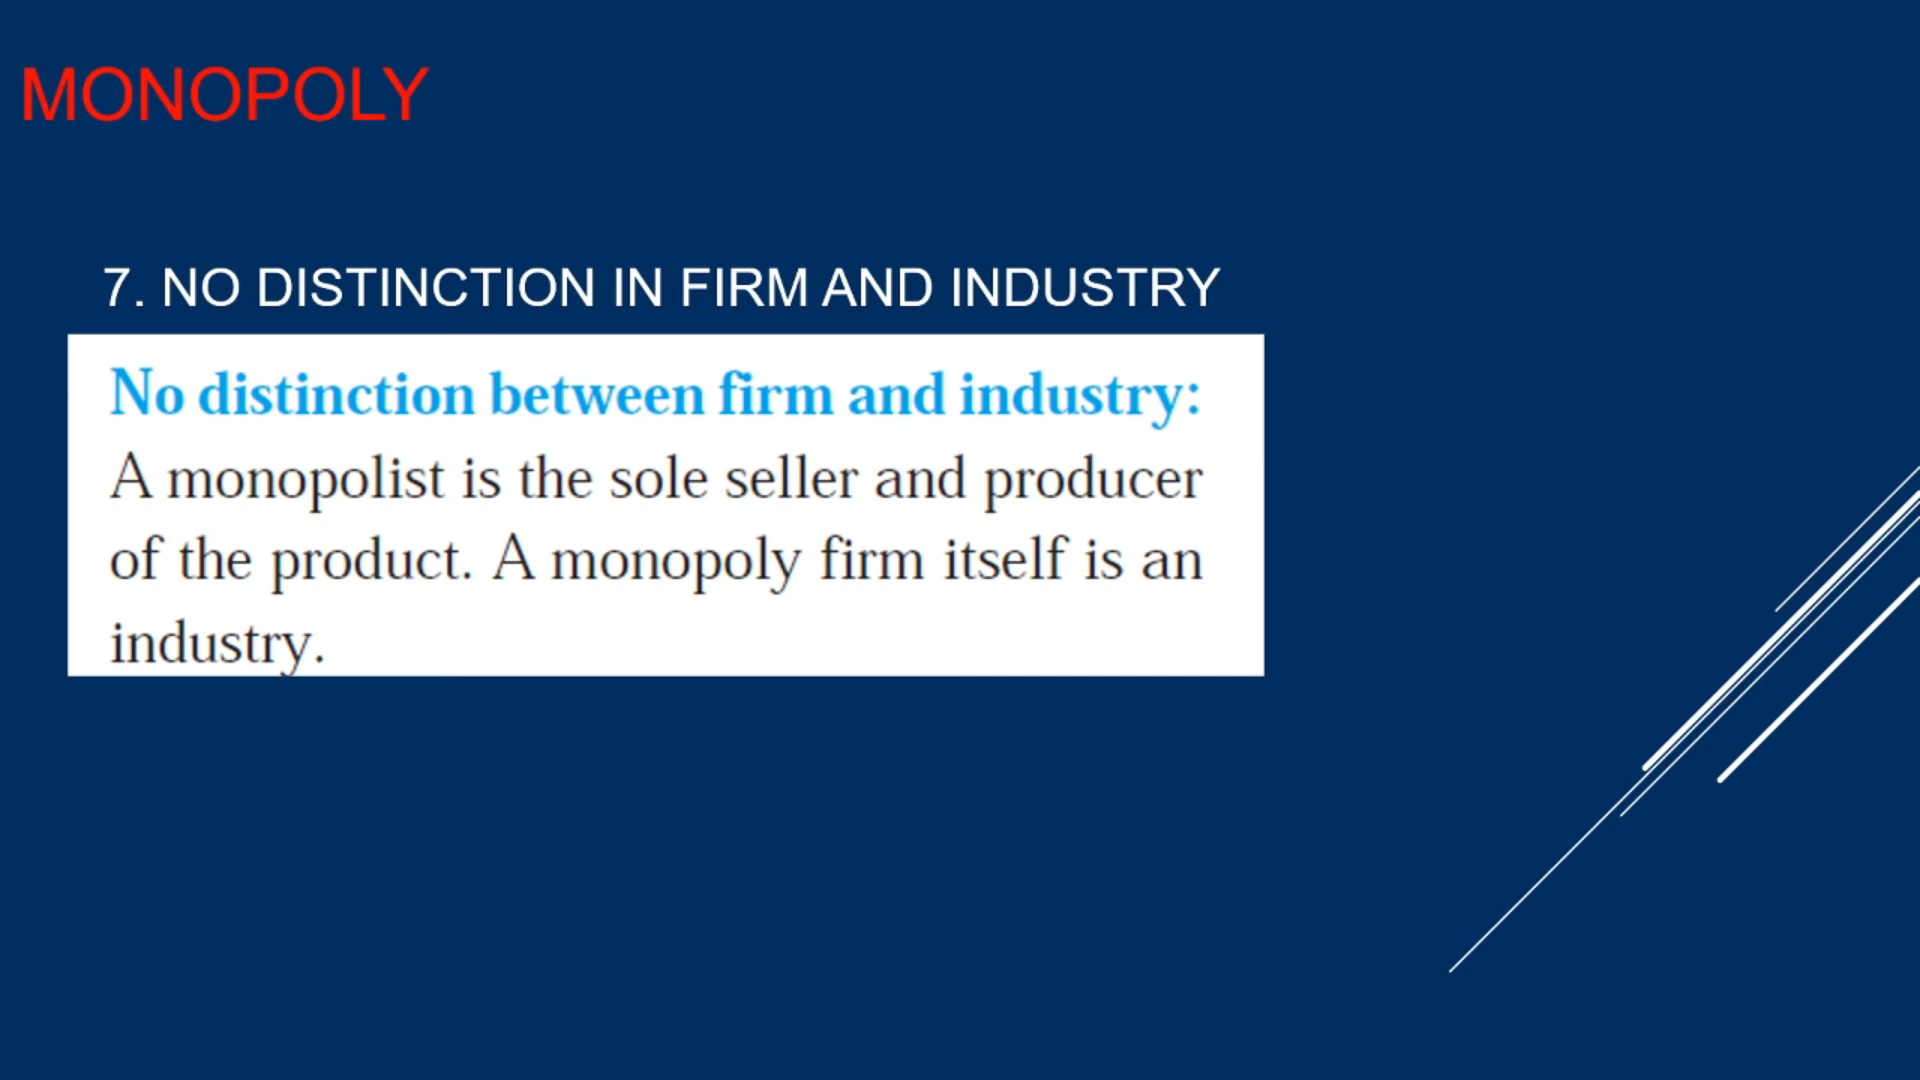 MONOPOLY
7. NO DISTINCTION IN FIRM AND INDUSTRY
No distinction between firm and industry:
A monopolist is the sole seller and producer
of the product. A monopoly firm itself is an
industry.